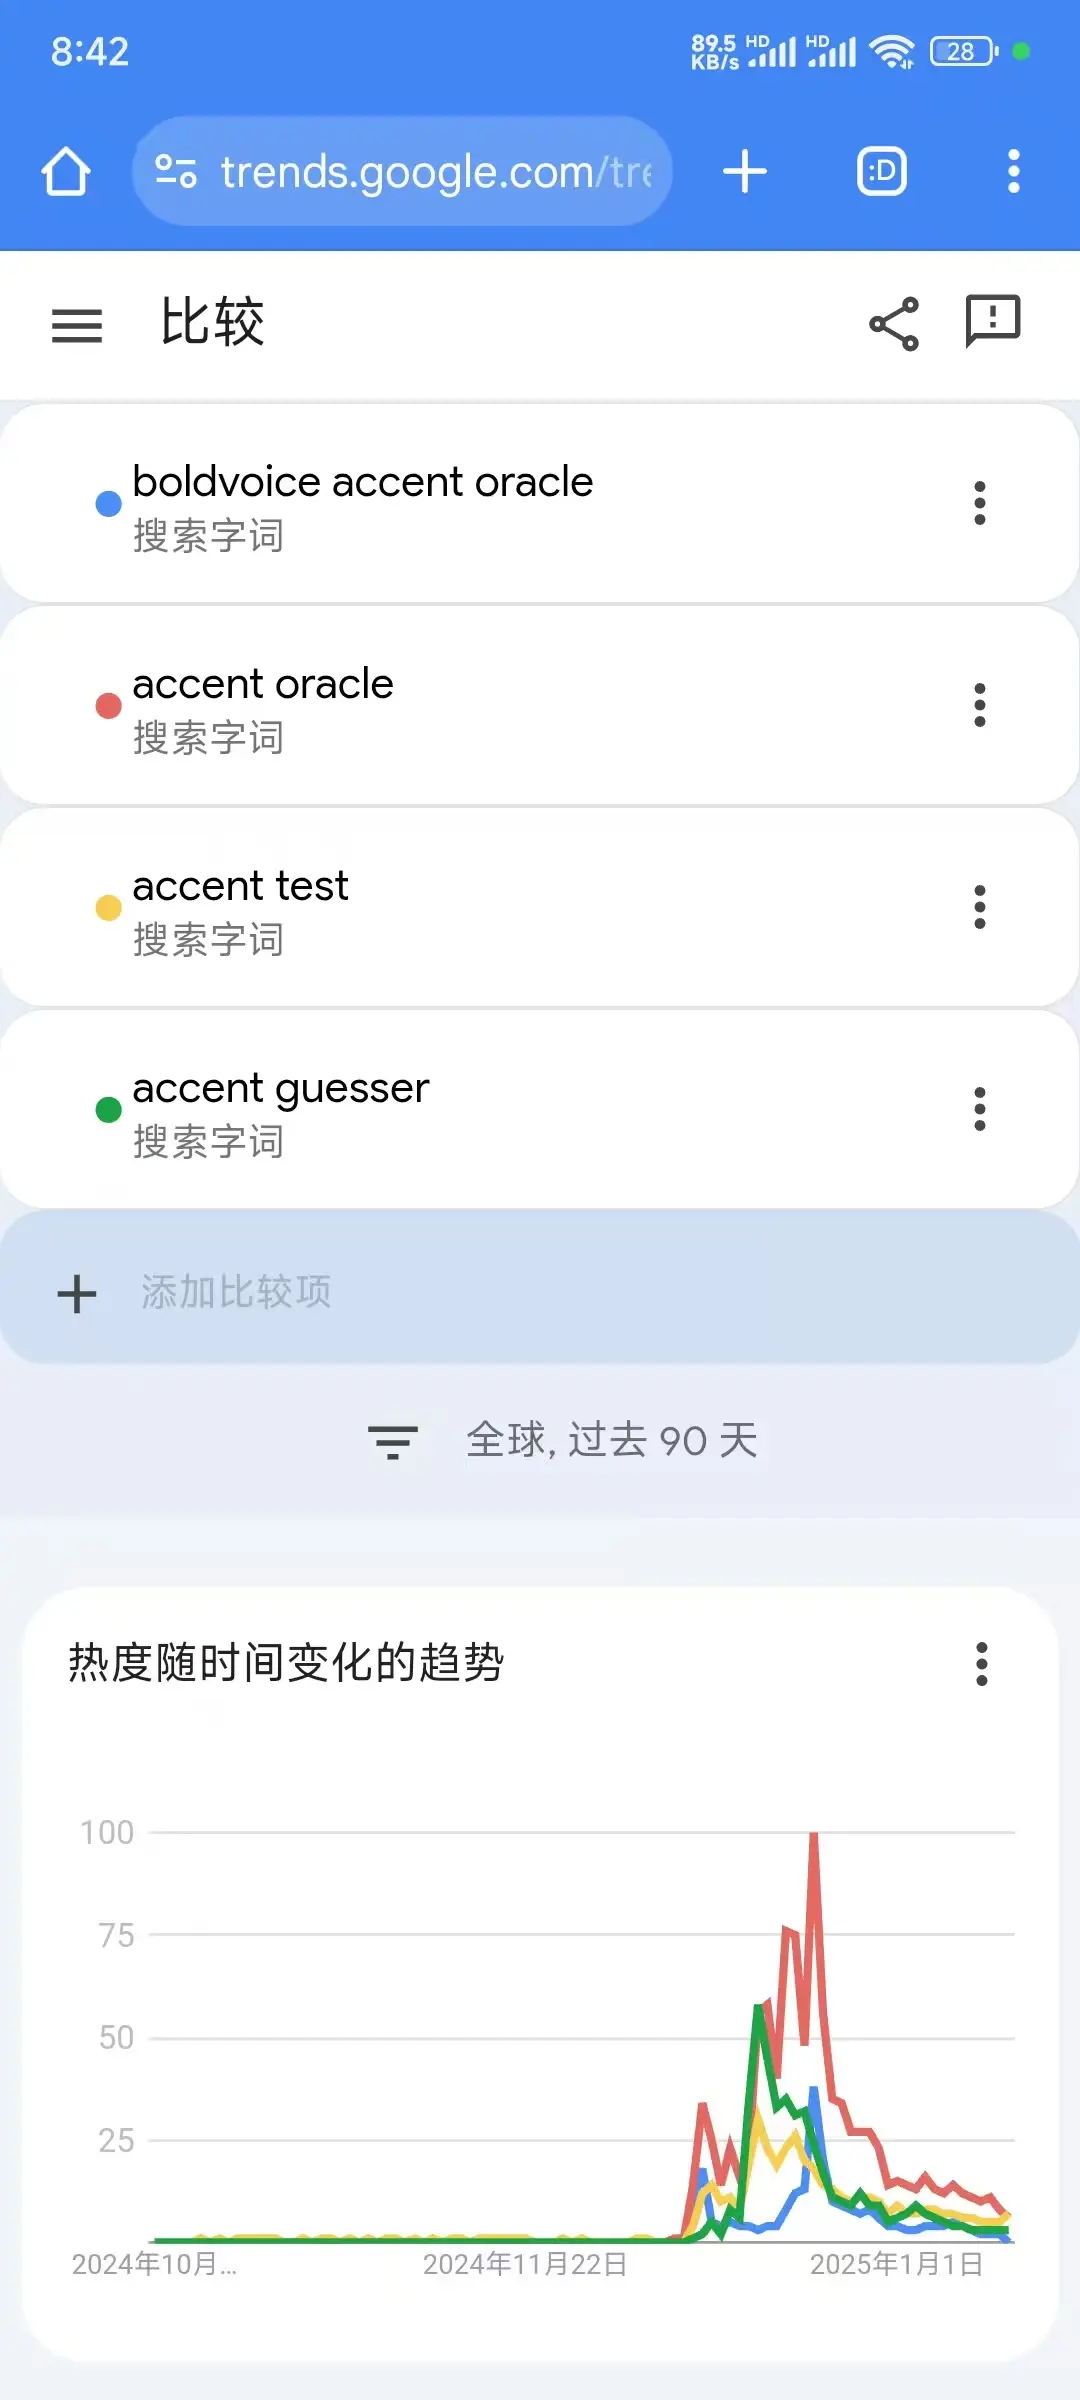 8:42
89.5 KB/s HD HD 28
trends.google.com/tre
:D
比较
boldvoice accent oracle
搜索字词
accent oracle
搜索字词
accent test
搜索字词
accent guesser
搜索字词
添加比较项
全球, 过去 90 天
热度随时间变化的趋势
100
75
50
25
2024年10月... 2024年11月22日 2025年1月1日